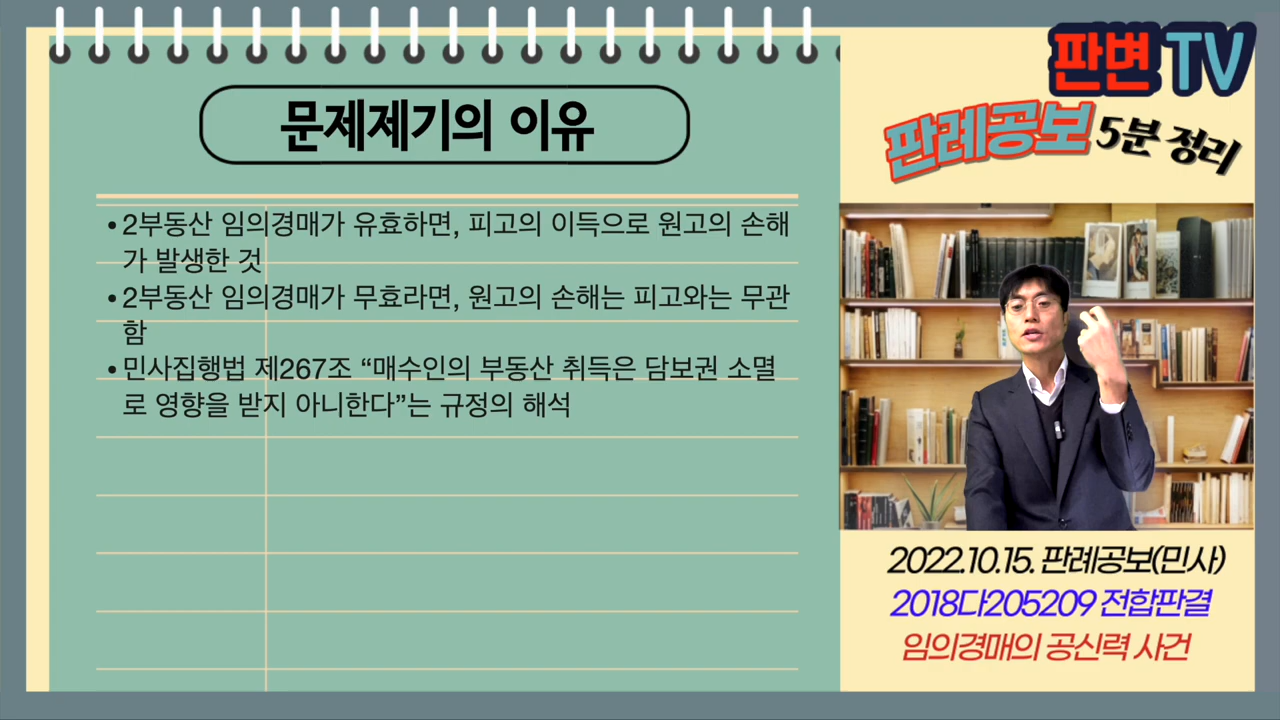 문제제기의 이유
•2부동산 임의경매가 유효하면, 피고의 이득으로 원고의 손해
가 발생한 것
•2부동산 임의경매가 무효라면, 원고의 손해는 피고와는 무관
함
•민사집행법 제267조 “매수인의 부동산 취득은 담보권 소멸
로 영향을 받지 아니한다”는 규정의 해석
판변 TV
판례공보 5분 정리
2022.10.15. 판례공보(민사)
2018다205209 전합판결
임의경매의 공신력 사건